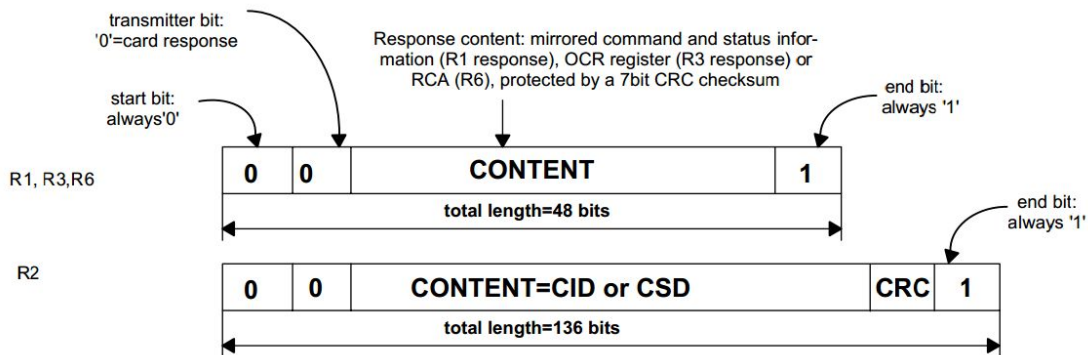 transmitter bit:
'0'=card response
Response content: mirrored command and status infor-
mation (R1 response), OCR register (R3 response) or
RCA (R6), protected by a 7bit CRC checksum
start bit:
always'0'
end bit:
always '1'
R1, R3,R6
0 0 CONTENT 1
total length=48 bits
end bit:
always '1'
R2
0 0 CONTENT=CID or CSD CRC 1
total length=136 bits